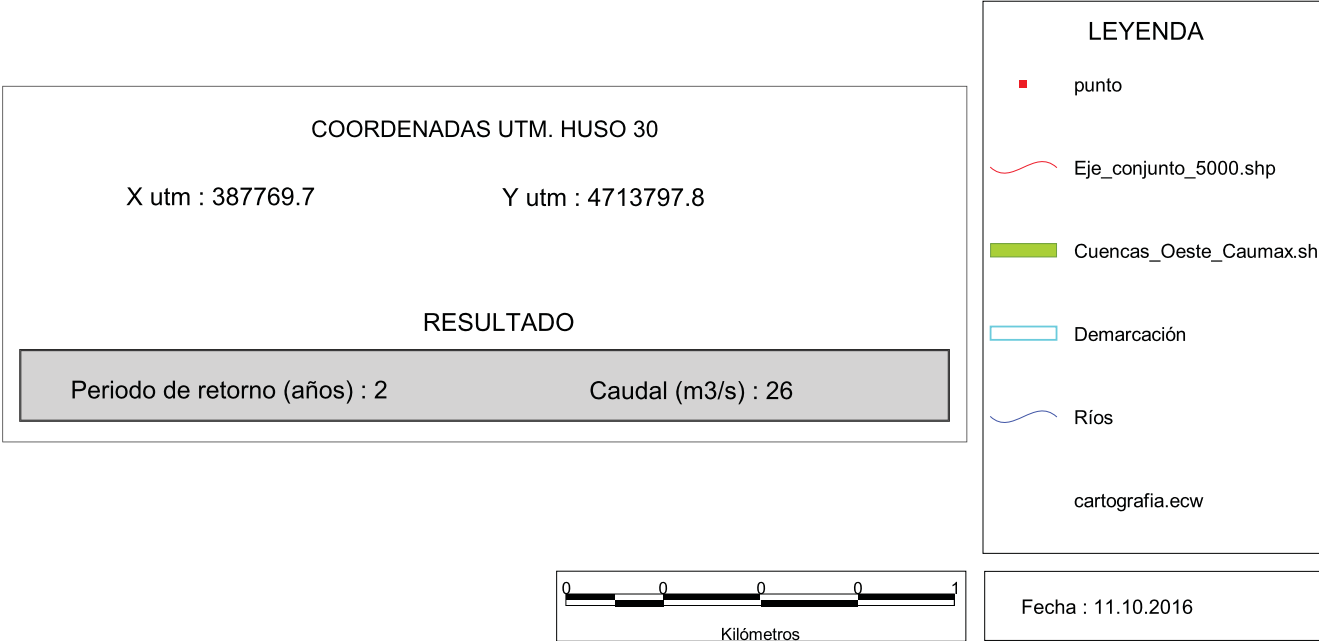 COORDENADAS UTM. HUSO 30
X utm : 387769.7
Y utm : 4713797.8
RESULTADO
Periodo de retorno (años) : 2
Caudal (m3/s) : 26
LEYENDA
punto
Eje_conjunto_5000.shp
Cuencas_Oeste_Caumax.sh
Demarcación
Ríos
cartografia.ecw
0 0 0 0 1
Kilómetros
Fecha : 11.10.2016